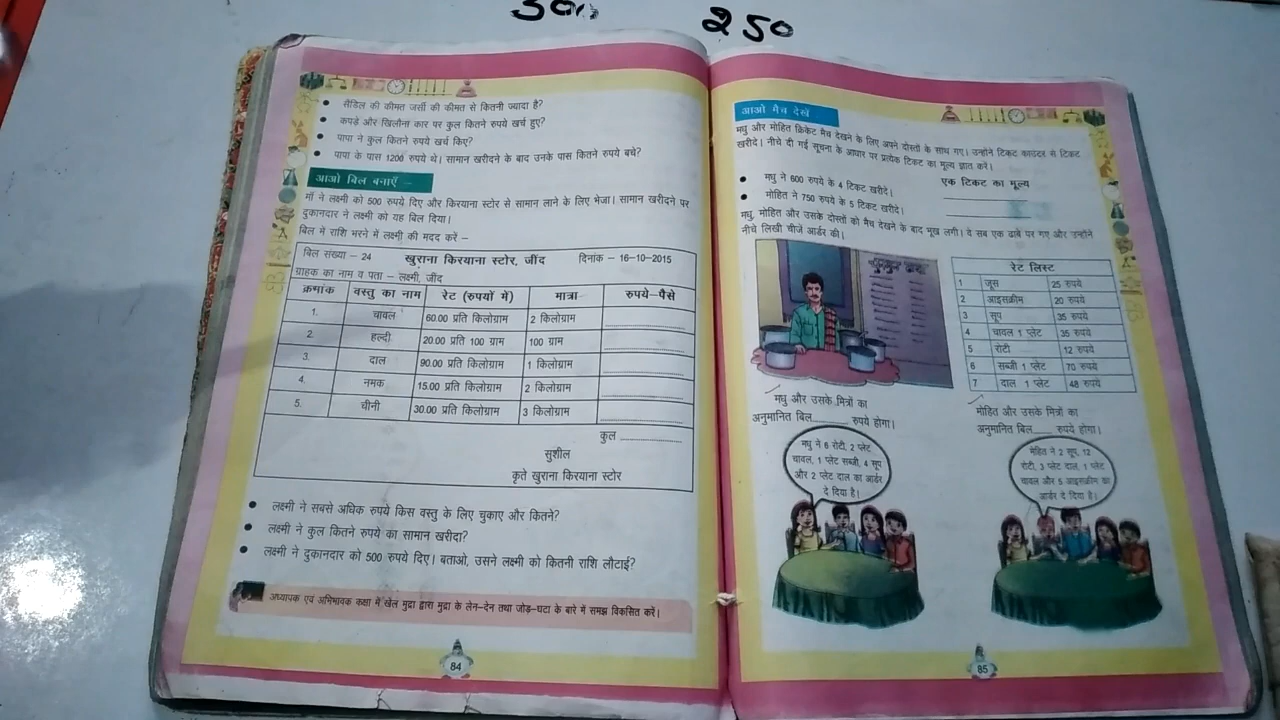 250
सैंडिल की कीमत जर्सी की कीमत से कितनी ज्यादा है?
कपड़े और खिलौना कार पर कुल कितने रुपये खर्च हुए?
पापा ने कुल कितने रुपये खर्च किए?
पापा के पास 1200 रुपये थे। सामान खरीदने के बाद उनके पास कितने रुपये बचे?
आओ बिल बनाएँ –
माँ ने लक्ष्मी को 500 रुपये दिए और किरयाना स्टोर से सामान लाने के लिए भेजा। सामान खरीदने पर
दुकानदार ने लक्ष्मी को यह बिल दिया।
बिल में राशि भरने में लक्ष्मी की मदद करें –
बिल संख्या – 24 खुराना किरयाना स्टोर, जींद दिनांक – 16-10-2015
ग्राहक का नाम व पता – लक्ष्मी, जींद
क्रमांक वस्तु का नाम रेट (रुपयों में) मात्रा रुपये–पैसे
1. चावल 60.00 प्रति किलोग्राम 2 किलोग्राम
2. हल्दी 20.00 प्रति 100 ग्राम 100 ग्राम
3. दाल 90.00 प्रति किलोग्राम 1 किलोग्राम
4. नमक 15.00 प्रति किलोग्राम 2 किलोग्राम
5. चीनी 30.00 प्रति किलोग्राम 3 किलोग्राम
कुल
सुशील
कृते खुराना किरयाना स्टोर
लक्ष्मी ने सबसे अधिक रुपये किस वस्तु के लिए चुकाए और कितने?
लक्ष्मी ने कुल कितने रुपये का सामान खरीदा?
लक्ष्मी ने दुकानदार को 500 रुपये दिए। बताओ, उसने लक्ष्मी को कितनी राशि लौटाई?
अध्यापक एवं अभिभावक कक्षा में खेल मुद्रा द्वारा मुद्रा के लेन–देन तथा जोड़–घटा के बारे में समझ विकसित करें।
84
आओ मैच देखें
मधु और मोहित क्रिकेट मैच देखने के लिए अपने दोस्तों के साथ गए। उन्होंने टिकट काउंटर से टिकट
खरीदे। नीचे दी गई सूचना के आधार पर प्रत्येक टिकट का मूल्य ज्ञात करें।
एक टिकट का मूल्य
मधु ने 600 रुपये के 4 टिकट खरीदे।
मोहित ने 750 रुपये के 5 टिकट खरीदे।
मधु, मोहित और उसके दोस्तों को मैच देखने के बाद भूख लगी। वे सब एक ढाबे पर गए और उन्होंने
नीचे लिखी चीजें आर्डर की।
रेट लिस्ट
1 जूस 25 रुपये
2 आइसक्रीम 20 रुपये
3 सूप 35 रुपये
4 चावल 1 प्लेट 35 रुपये
5 रोटी 12 रुपये
6 सब्जी 1 प्लेट 70 रुपये
7 दाल 1 प्लेट 48 रुपये
मधु और उसके मित्रों का
अनुमानित बिल रुपये होगा।
मोहित और उसके मित्रों का
अनुमानित बिल रुपये होगा।
मधु ने 6 रोटी, 2 प्लेट
चावल, 1 प्लेट सब्जी, 4 सूप
और 2 प्लेट दाल का आर्डर
दे दिया है।
मोहित ने 2 सूप, 12
रोटी, 3 प्लेट दाल, 1 प्लेट
चावल और 5 आइसक्रीम का
आर्डर दे दिया है।
85